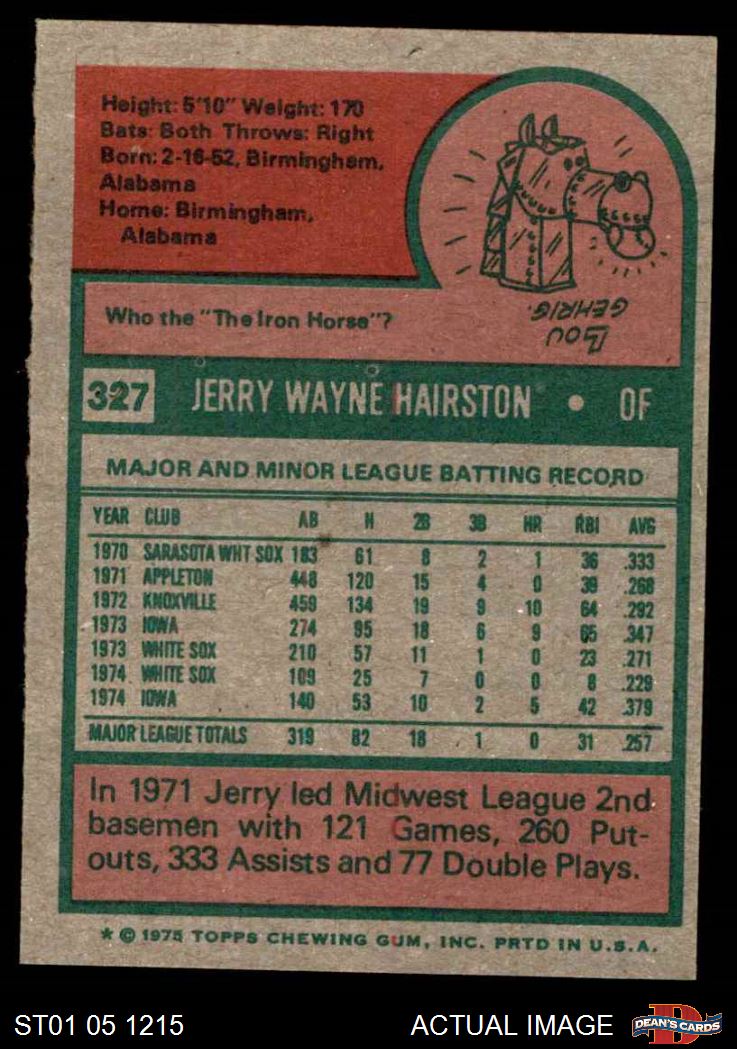 Height: 5'10" Weight: 170
Bats: Both Throws: Right
Born: 2-16-52, Birmingham,
Alabama
Home: Birmingham,
Alabama
LOU
GEHRIG.
Who the "The Iron Horse"?
327 JERRY WAYNE HAIRSTON • OF
MAJOR AND MINOR LEAGUE BATTING RECORD
YEAR CLUB AB H 2B 3B HR RBI AVG
1970 SARASOTA WHT SOX 183 61 8 2 1 36 .333
1971 APPLETON 448 120 15 4 0 39 .268
1972 KNOXVILLE 459 134 19 9 10 64 .292
1973 IOWA 274 95 18 6 9 65 .347
1973 WHITE SOX 210 57 11 1 0 23 .271
1974 WHITE SOX 109 25 7 0 0 8 .229
1974 IOWA 140 53 10 2 5 42 .379
MAJOR LEAGUE TOTALS 319 82 18 1 0 31 .257
In 1971 Jerry led Midwest League 2nd
basemen with 121 Games, 260 Put-
outs, 333 Assists and 77 Double Plays.
* © 1975 TOPPS CHEWING GUM, INC. PRTD IN U.S.A.
ST01 05 1215 ACTUAL IMAGE D DEAN'S CARDS